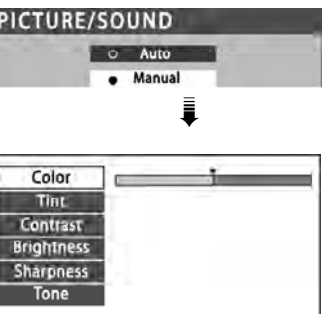 PICTURE/SOUND
Auto
Manual
Color
Tint
Contrast
Brightness
Sharpness
Tone